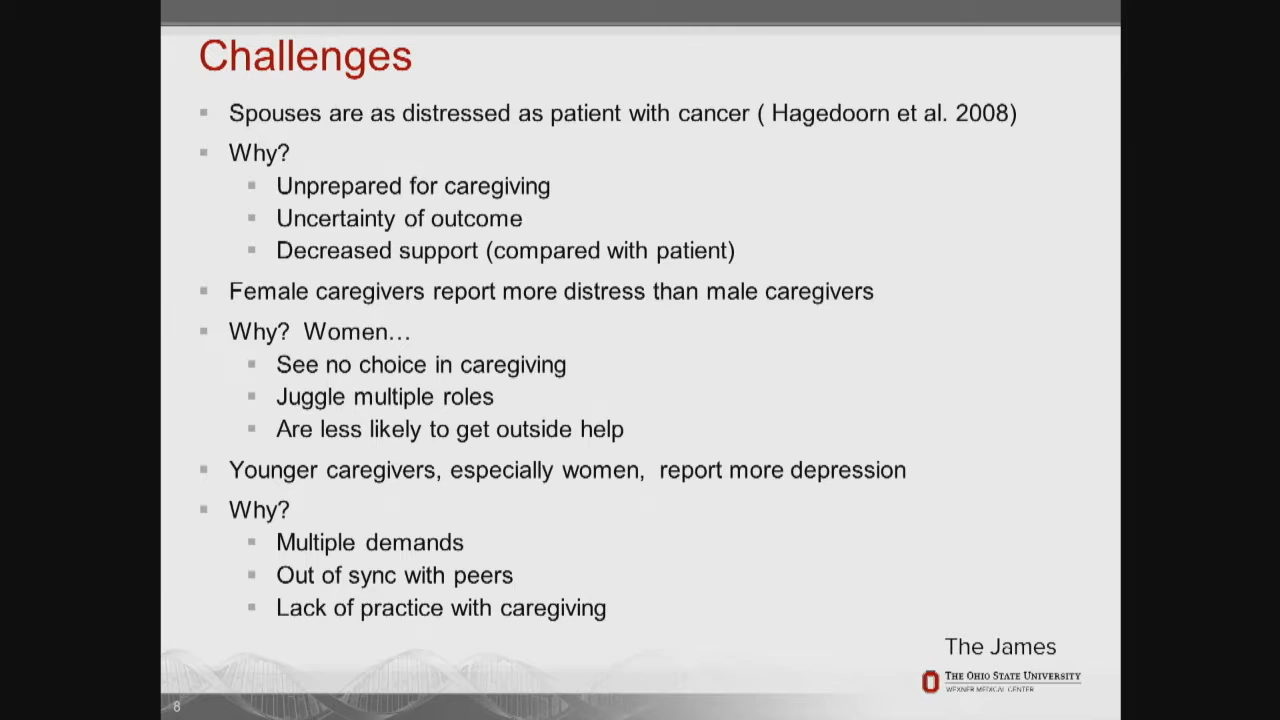 Challenges
Spouses are as distressed as patient with cancer ( Hagedoorn et al. 2008)
Why?
Unprepared for caregiving
Uncertainty of outcome
Decreased support (compared with patient)
Female caregivers report more distress than male caregivers
Why?  Women…
See no choice in caregiving
Juggle multiple roles
Are less likely to get outside help
Younger caregivers, especially women,  report more depression
Why?
Multiple demands
Out of sync with peers
Lack of practice with caregiving
The James
THE OHIO STATE UNIVERSITY
WEXNER MEDICAL CENTER
8